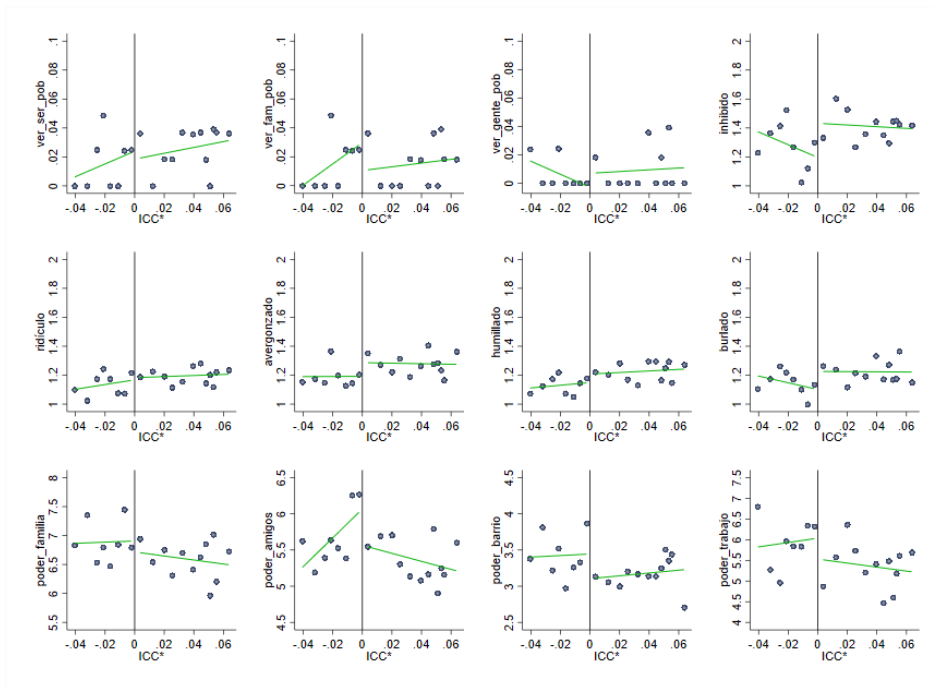 ver_ser_pob
0 .02 .04 .06 .08 .1
-.04 -.02 0 .02 .04 .06
ICC*
ver_fam_pob
0 .02 .04 .06 .08 .1
-.04 -.02 0 .02 .04 .06
ICC*
ver_gente_pob
0 .02 .04 .06 .08 .1
-.04 -.02 0 .02 .04 .06
ICC*
inhibido
1 1.2 1.4 1.6 1.8 2
-.04 -.02 0 .02 .04 .06
ICC*
ridículo
1 1.2 1.4 1.6 1.8 2
-.04 -.02 0 .02 .04 .06
ICC*
avergonzado
1 1.2 1.4 1.6 1.8 2
-.04 -.02 0 .02 .04 .06
ICC*
humillado
1 1.2 1.4 1.6 1.8 2
-.04 -.02 0 .02 .04 .06
ICC*
burlado
1 1.2 1.4 1.6 1.8 2
-.04 -.02 0 .02 .04 .06
ICC*
poder_familia
5.5 6 6.5 7 7.5 8
-.04 -.02 0 .02 .04 .06
ICC*
poder_amigos
4.5 5 5.5 6 6.5
-.04 -.02 0 .02 .04 .06
ICC*
poder_barrio
2.5 3 3.5 4 4.5
-.04 -.02 0 .02 .04 .06
ICC*
poder_trabajo
4 4.5 5 5.5 6 6.5 7 7.5
-.04 -.02 0 .02 .04 .06
ICC*